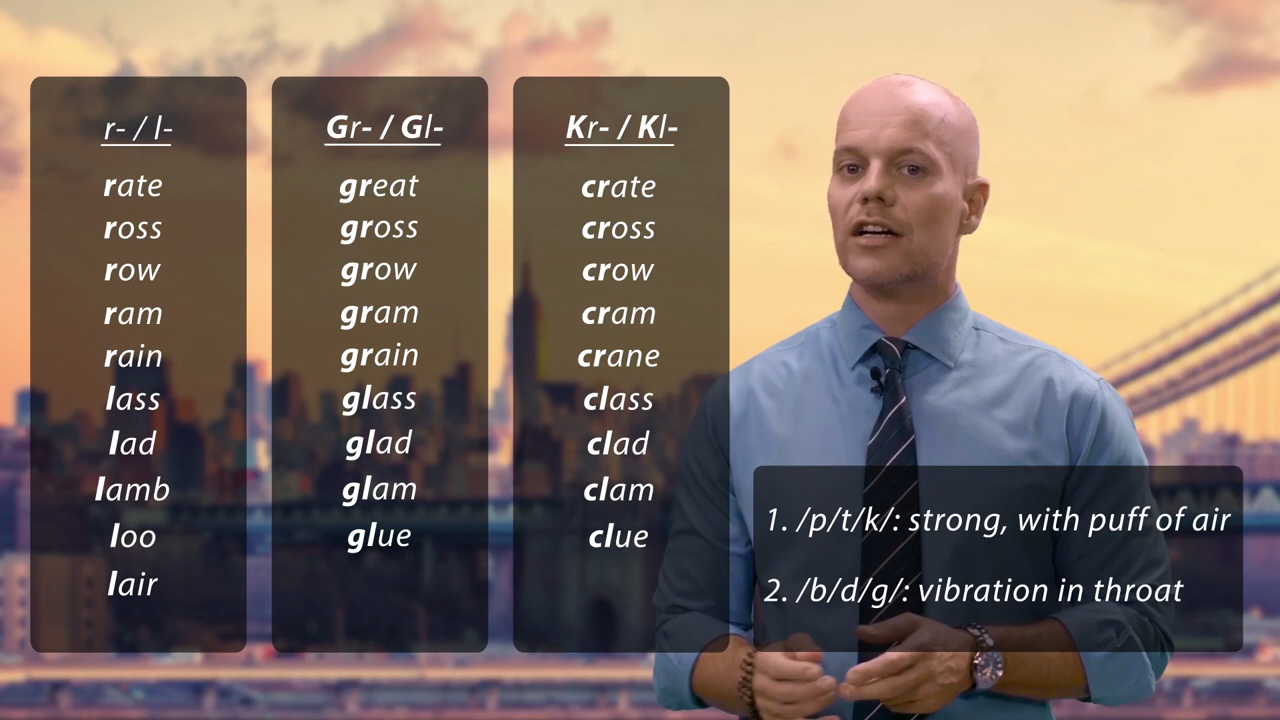 r- / l-
rate
ross
row
ram
rain
lass
lad
lamb
loo
lair
Gr- / Gl-
great
gross
grow
gram
grain
glass
glad
glam
glue
Kr- / Kl-
crate
cross
crow
cram
crane
class
clad
clam
clue
1. /p/t/k/: strong, with puff of air
2. /b/d/g/: vibration in throat